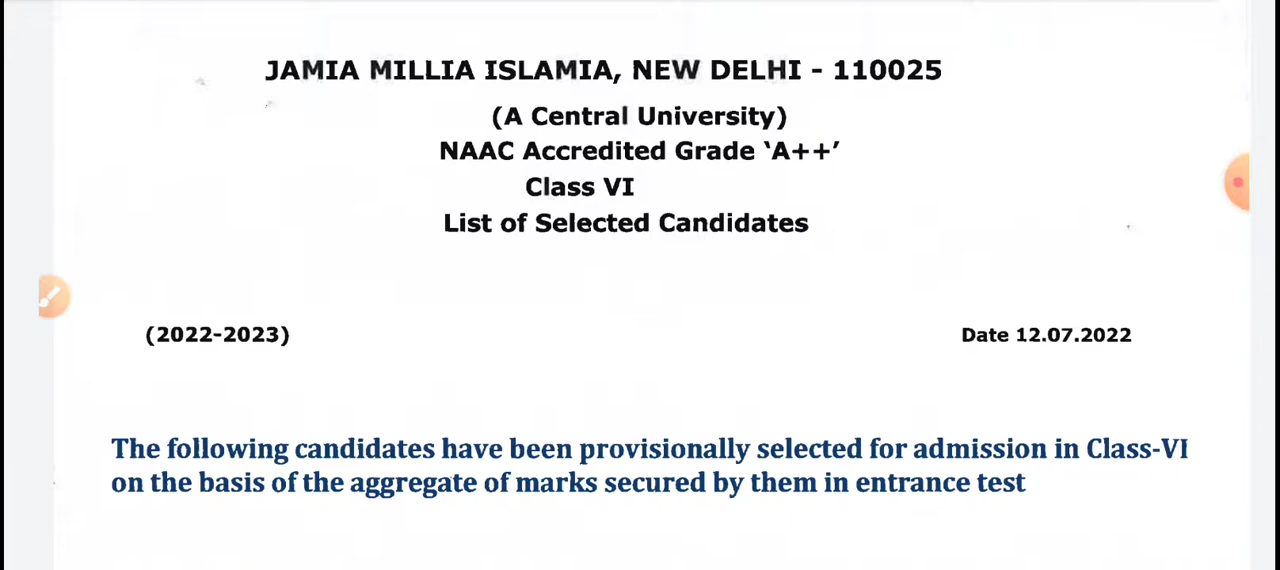 JAMIA MILLIA ISLAMIA, NEW DELHI - 110025
(A Central University)
NAAC Accredited Grade ‘A++’
Class VI
List of Selected Candidates
(2022-2023)
Date 12.07.2022
The following candidates have been provisionally selected for admission in Class-VI
on the basis of the aggregate of marks secured by them in entrance test